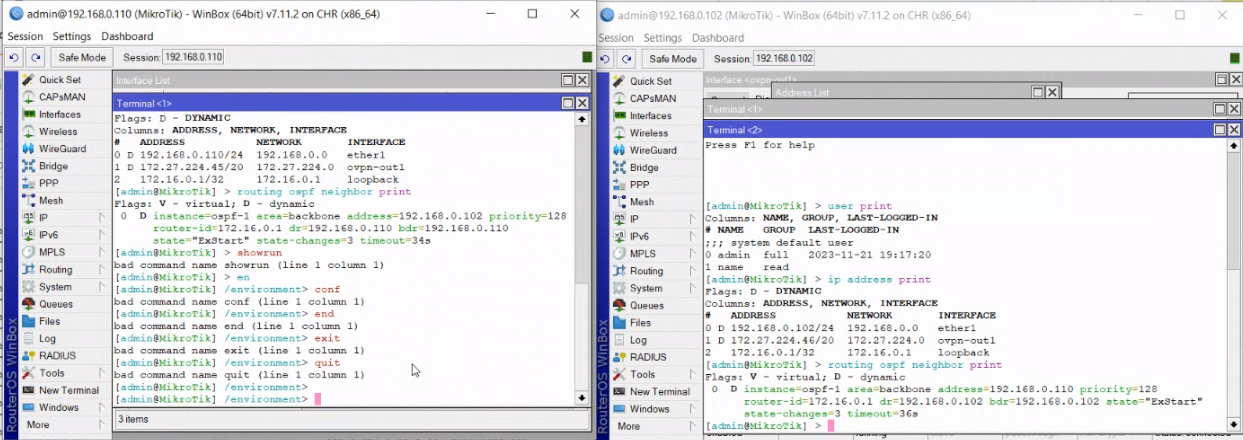 admin@192.168.0.110 (MikroTik) - WinBox (64bit) v7.11.2 on CHR (x86_64)
Session Settings Dashboard
Safe Mode Session: 192.168.0.110
Quick Set
CAPsMAN
Interfaces
Wireless
WireGuard
Bridge
PPP
Mesh
IP
IPv6
MPLS
Routing
System
Queues
Files
Log
RADIUS
Tools
New Terminal
Windows
More
RouterOS WinBox
Interface List
Terminal <1>
Flags: D - DYNAMIC
Columns: ADDRESS, NETWORK, INTERFACE
# ADDRESS NETWORK INTERFACE
0 D 192.168.0.110/24 192.168.0.0 ether1
1 D 172.27.224.45/20 172.27.224.0 ovpn-out1
2 172.16.0.1/32 172.16.0.1 loopback
[admin@MikroTik] > routing ospf neighbor print
Flags: V - virtual; D - dynamic
0 D instance=ospf-1 area=backbone address=192.168.0.102 priority=128
router-id=172.16.0.1 dr=192.168.0.110 bdr=192.168.0.110
state="ExStart" state-changes=3 timeout=34s
[admin@MikroTik] > showrun
bad command name showrun (line 1 column 1)
[admin@MikroTik] > en
[admin@MikroTik] /environment> conf
bad command name conf (line 1 column 1)
[admin@MikroTik] /environment> end
bad command name end (line 1 column 1)
[admin@MikroTik] /environment> exit
bad command name exit (line 1 column 1)
[admin@MikroTik] /environment> quit
bad command name quit (line 1 column 1)
[admin@MikroTik] /environment>
[admin@MikroTik] /environment>
3 items
admin@192.168.0.102 (MikroTik) - WinBox (64bit) v7.11.2 on CHR (x86_64)
Session Settings Dashboard
Safe Mode Session: 192.168.0.102
Quick Set
CAPsMAN
Interfaces
Wireless
WireGuard
Bridge
PPP
Mesh
IP
IPv6
MPLS
Routing
System
Queues
Files
Log
RADIUS
Tools
New Terminal
Windows
More
RouterOS WinBox
Interface <ovpn-out1>
Address List
Terminal <1>
Terminal <2>
Press F1 for help
[admin@MikroTik] > user print
Columns: NAME, GROUP, LAST-LOGGED-IN
# NAME GROUP LAST-LOGGED-IN
;;; system default user
0 admin full 2023-11-21 19:17:20
1 name read
[admin@MikroTik] > ip address print
Flags: D - DYNAMIC
Columns: ADDRESS, NETWORK, INTERFACE
# ADDRESS NETWORK INTERFACE
0 D 192.168.0.102/24 192.168.0.0 ether1
1 D 172.27.224.46/20 172.27.224.0 ovpn-out1
2 172.16.0.1/32 172.16.0.1 loopback
[admin@MikroTik] > routing ospf neighbor print
Flags: V - virtual; D - dynamic
0 D instance=ospf-1 area=backbone address=192.168.0.110 priority=128
router-id=172.16.0.1 dr=192.168.0.102 bdr=192.168.0.102 state="ExStart"
state-changes=3 timeout=36s
[admin@MikroTik] >